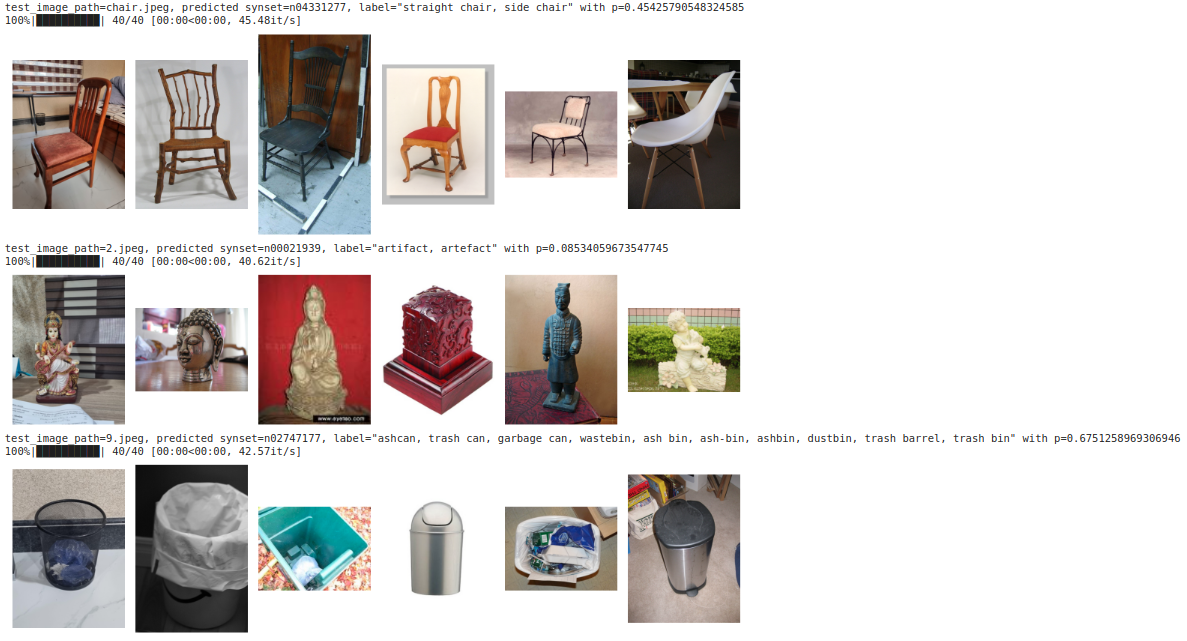 test_image_path=chair.jpeg, predicted synset=n04331277, label="straight chair, side chair" with p=0.45425790548324585
100%|██████████| 40/40 [00:00<00:00, 45.48it/s]
test_image_path=2.jpeg, predicted synset=n00021939, label="artifact, artefact" with p=0.08534059673547745
100%|██████████| 40/40 [00:00<00:00, 40.62it/s]
test_image_path=9.jpeg, predicted synset=n02747177, label="ashcan, trash can, garbage can, wastebin, ash bin, ash-bin, ashbin, dustbin, trash barrel, trash bin" with p=0.6751258969306946
100%|██████████| 40/40 [00:00<00:00, 42.57it/s]